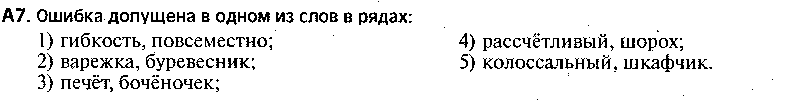 А7. Ошибка допущена в одном из слов в рядах:
1) гибкость, повсеместно;
2) варежка, буревесник;
3) печёт, бочёночек;
4) рассчётливый, шорох;
5) колоссальный, шкафчик.